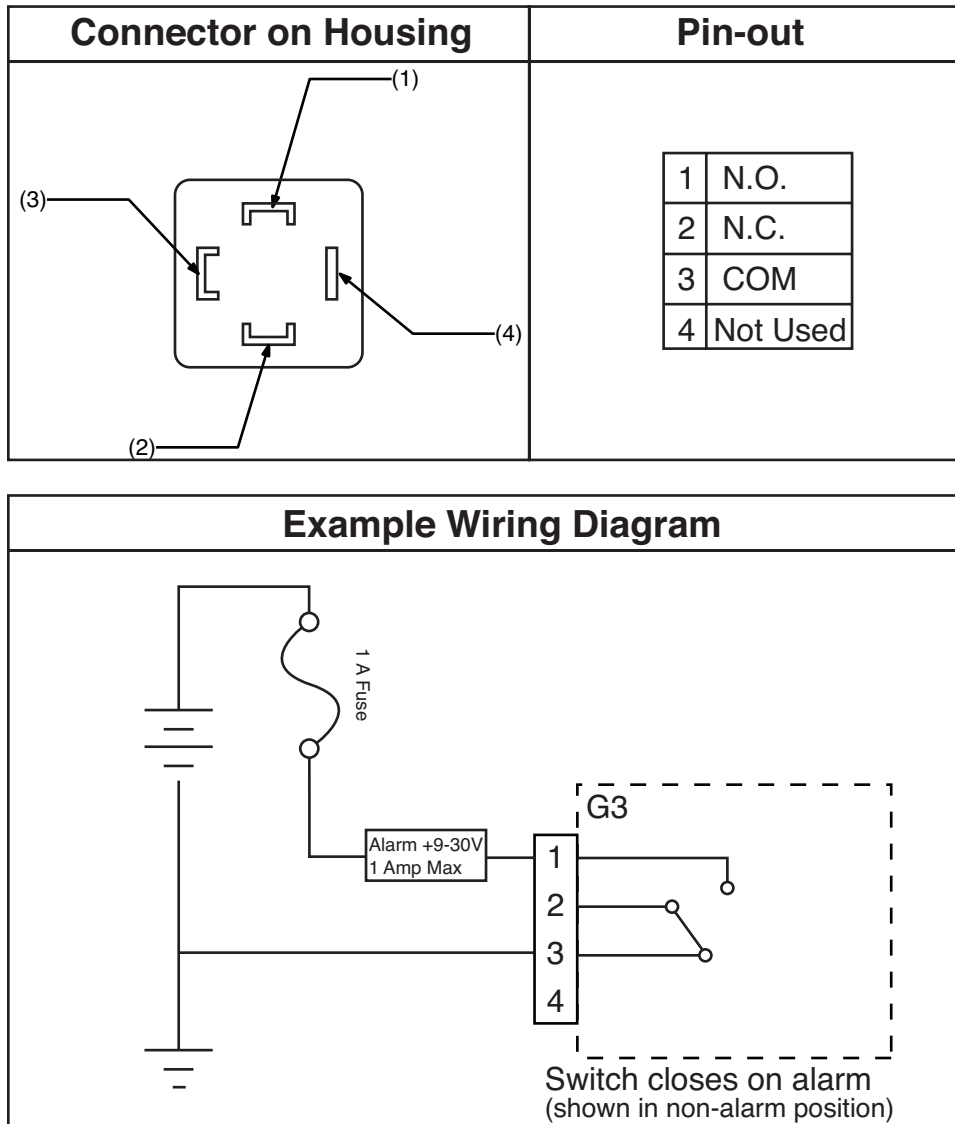 Connector on Housing
Pin-out
(1)
(3)
(4)
(2)
1 N.O.
2 N.C.
3 COM
4 Not Used
Example Wiring Diagram
1 A Fuse
Alarm +9-30V
1 Amp Max
G3
1
2
3
4
Switch closes on alarm
(shown in non-alarm position)